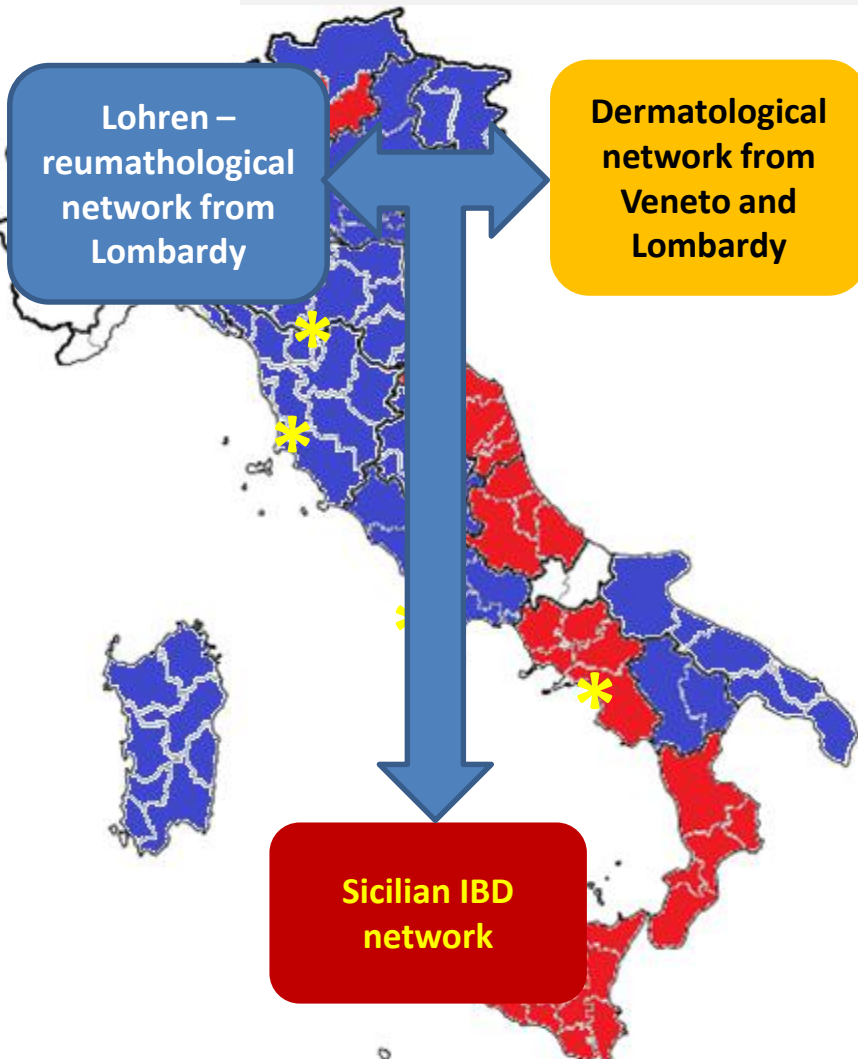 Lohren –
reumathological
network from
Lombardy
Dermatological
network from
Veneto and
Lombardy
*
*
*
*
Sicilian IBD
network